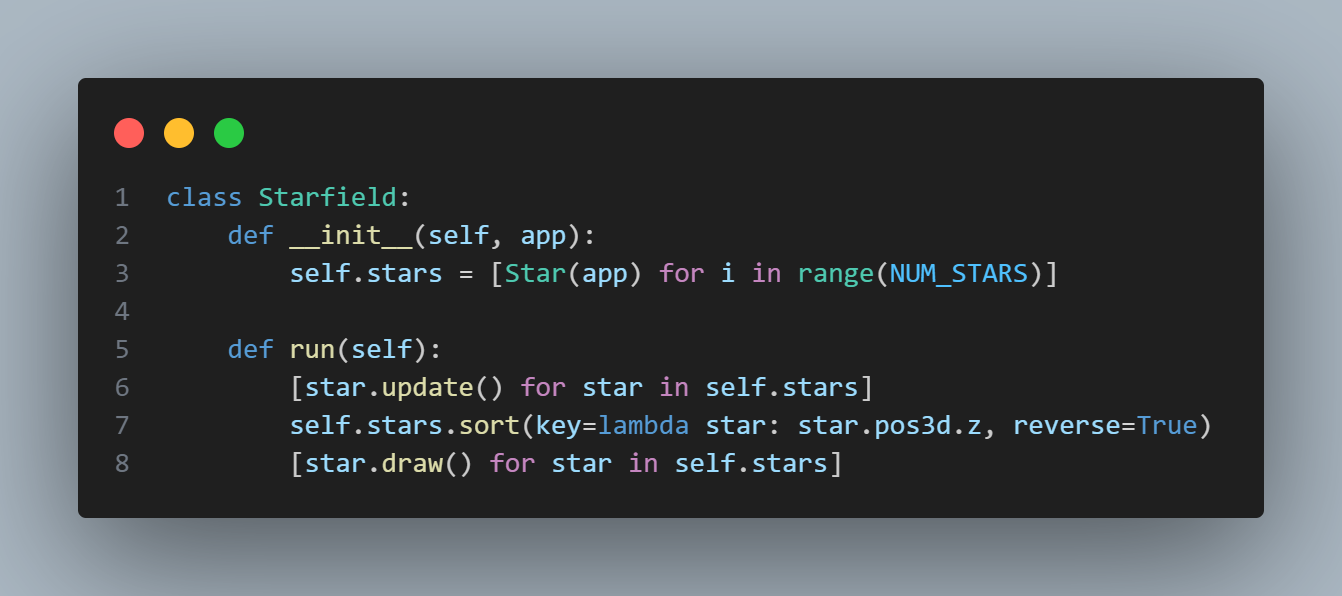 1 class Starfield:
2     def __init__(self, app):
3         self.stars = [Star(app) for i in range(NUM_STARS)]
4
5     def run(self):
6         [star.update() for star in self.stars]
7         self.stars.sort(key=lambda star: star.pos3d.z, reverse=True)
8         [star.draw() for star in self.stars]